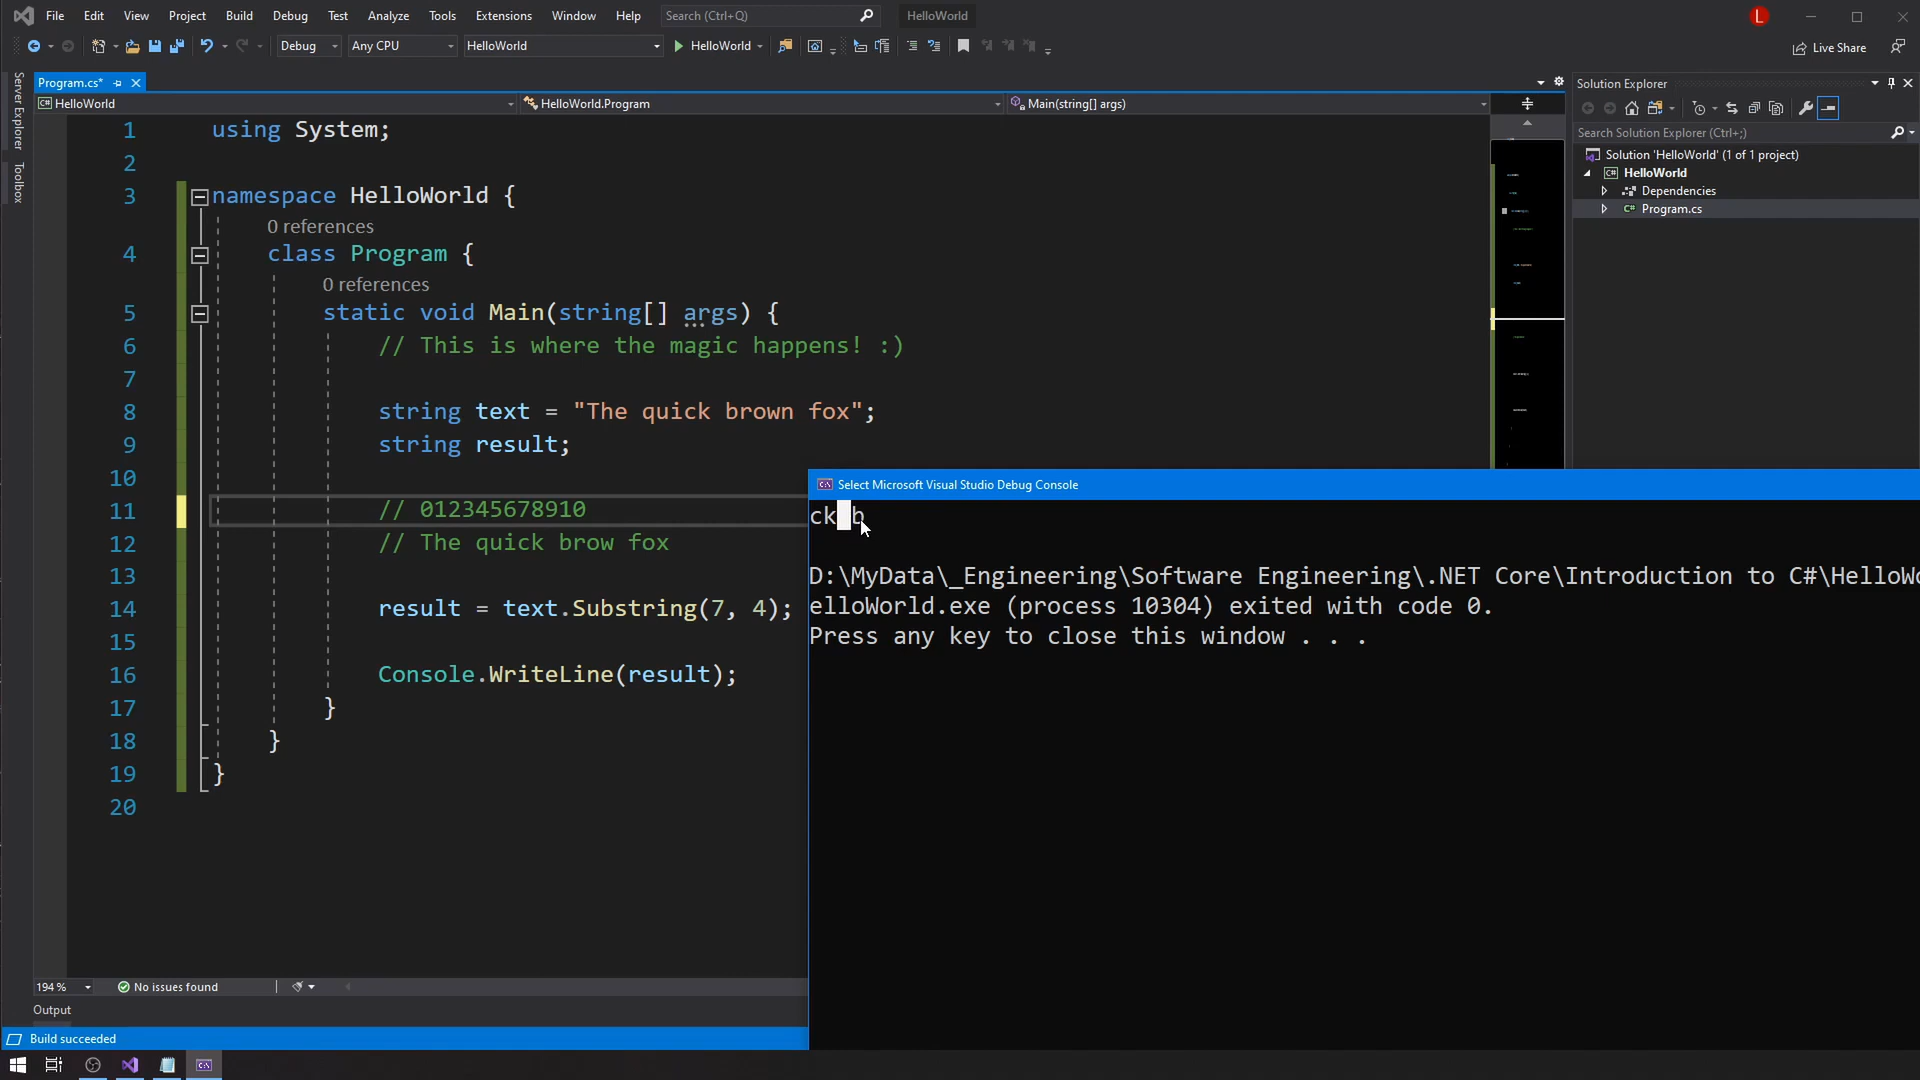 File Edit View Project Build Debug Test Analyze Tools Extensions Window Help Search (Ctrl+Q) HelloWorld L
Debug Any CPU HelloWorld HelloWorld Live Share
Server Explorer
Toolbox
Program.cs*
HelloWorld HelloWorld.Program Main(string[] args)
1 using System;
2
3 namespace HelloWorld {
0 references
4 class Program {
0 references
5 static void Main(string[] args) {
6 // This is where the magic happens! :)
7
8 string text = "The quick brown fox";
9 string result;
10
11 // 012345678910
12 // The quick brow fox
13
14 result = text.Substring(7, 4);
15
16 Console.WriteLine(result);
17 }
18 }
19 }
20
194 % No issues found
Output
Build succeeded
Solution Explorer
Search Solution Explorer (Ctrl+;)
Solution 'HelloWorld' (1 of 1 project)
HelloWorld
Dependencies
C# Program.cs
Select Microsoft Visual Studio Debug Console
ck b
D:\MyData\_Engineering\Software Engineering\.NET Core\Introduction to C#\HelloWo
elloWorld.exe (process 10304) exited with code 0.
Press any key to close this window . . .